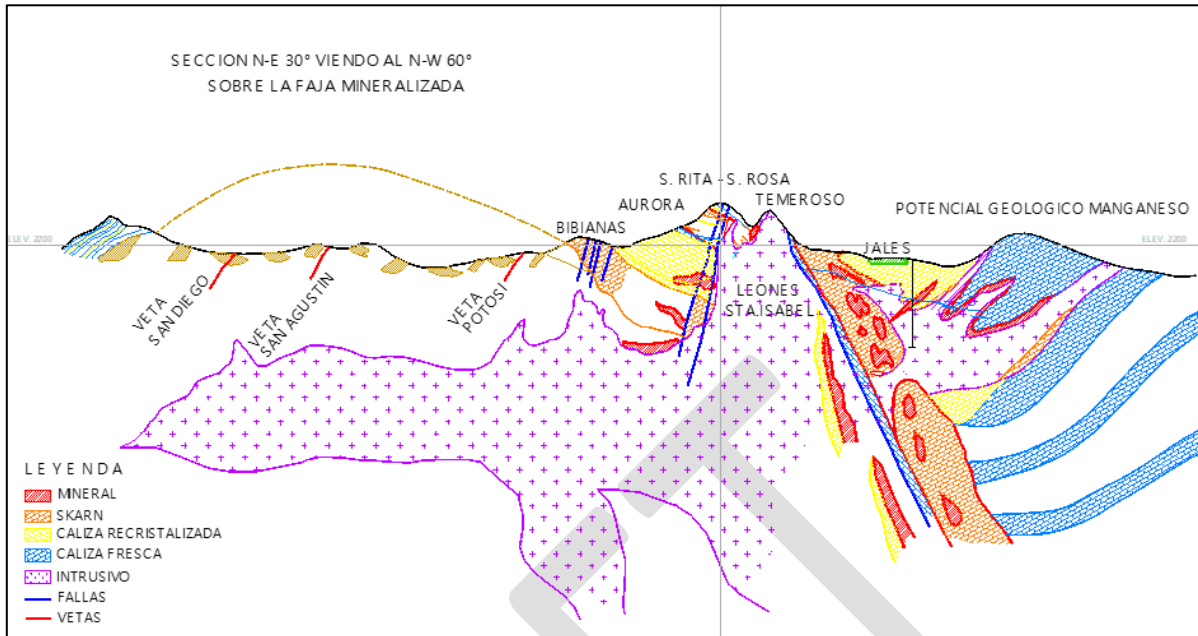 SECCION N-E 30° VIENDO AL N-W 60°
SOBRE LA FAJA MINERALIZADA
S. RITA - S. ROSA
AURORA
TEMEROSO
BIBIANAS
POTENCIAL GEOLOGICO MANGANESO
ELEV. 2200
ELEV. 2200
JALES
VETA
SAN DIEGO
VETA
SAN AGUSTIN
VETA
POTOSI
LEONES
STA.ISABEL
LEYENDA
MINERAL
SKARN
CALIZA RECRISTALIZADA
CALIZA FRESCA
INTRUSIVO
FALLAS
VETAS